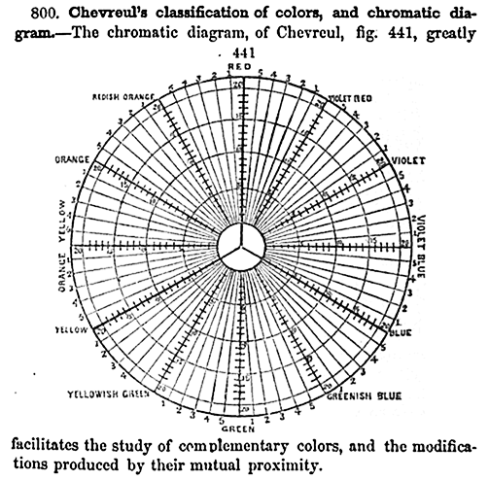 800. Chevreul's classification of colors, and chromatic dia-
gram.—The chromatic diagram, of Chevreul, fig. 441, greatly
441
RED
REDISH ORANGE
VIOLET RED
ORANGE
VIOLET
ORANGE YELLOW
VIOLET BLUE
YELLOW
BLUE
YELLOWISH GREEN
GREENISH BLUE
GREEN
facilitates the study of complementary colors, and the modifica-
tions produced by their mutual proximity.